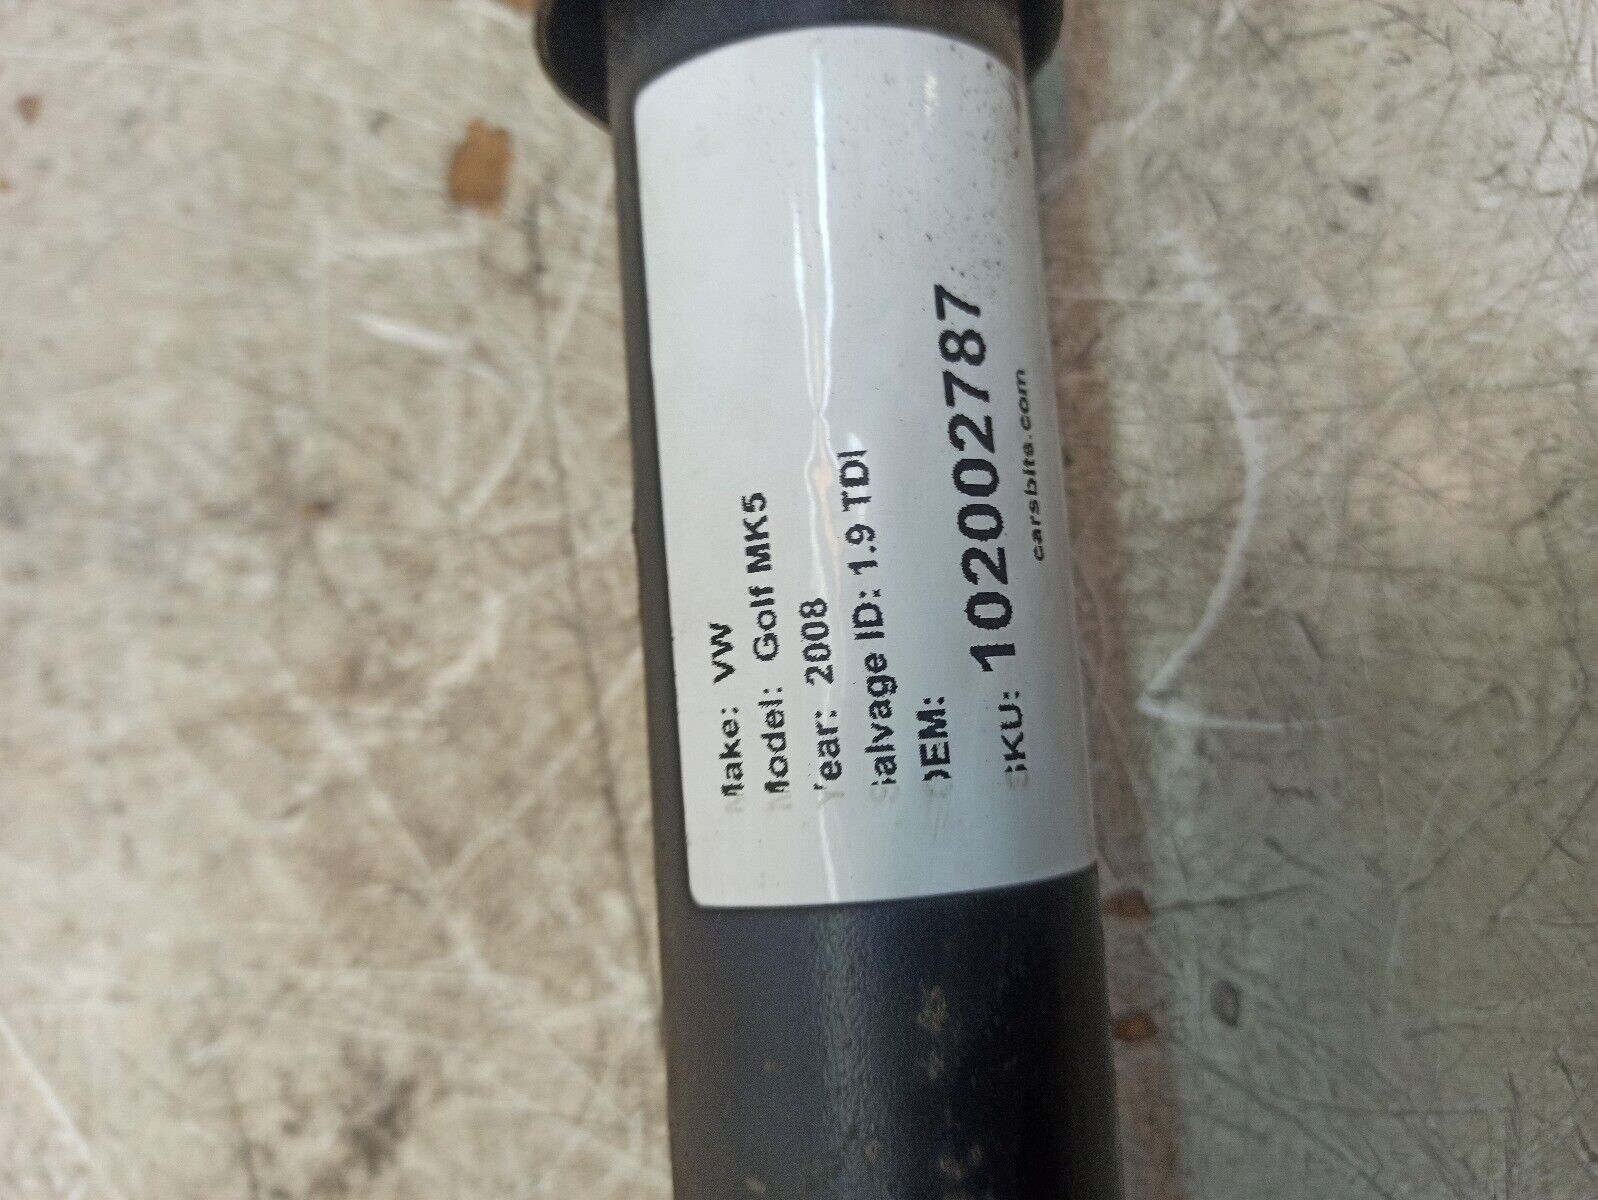 Make: VW
Model: Golf MK5
Year: 2008
Salvage ID: 1.9 TDI
OEM:
SKU: 102002787
carsbits.com